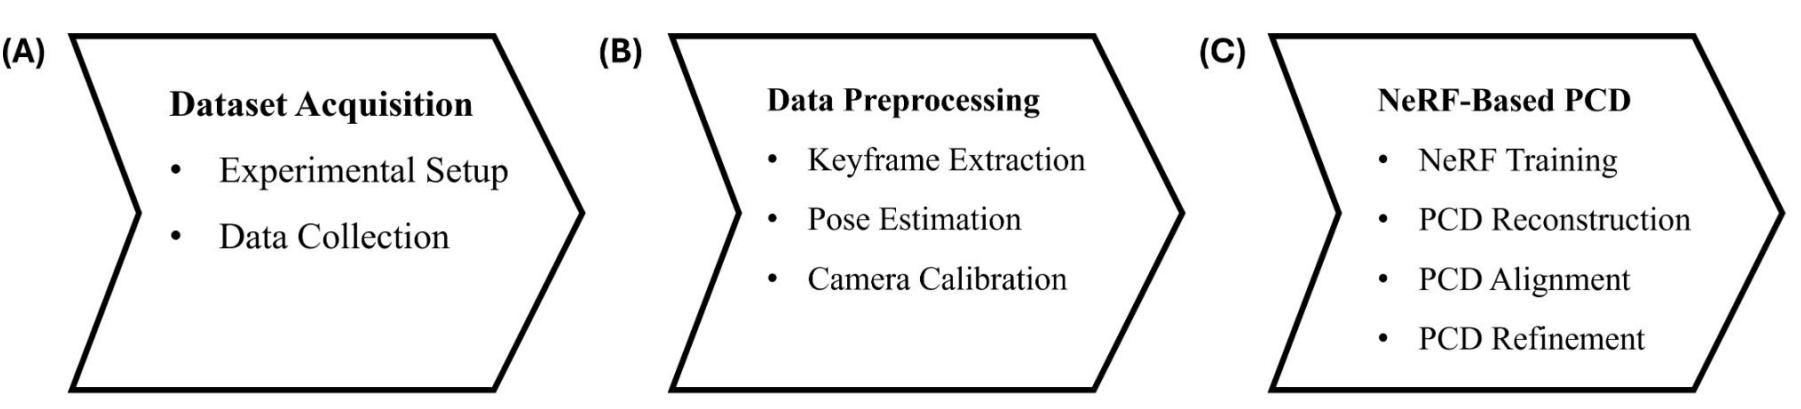 (A)
Dataset Acquisition
• Experimental Setup
• Data Collection
(B)
Data Preprocessing
• Keyframe Extraction
• Pose Estimation
• Camera Calibration
(C)
NeRF-Based PCD
• NeRF Training
• PCD Reconstruction
• PCD Alignment
• PCD Refinement